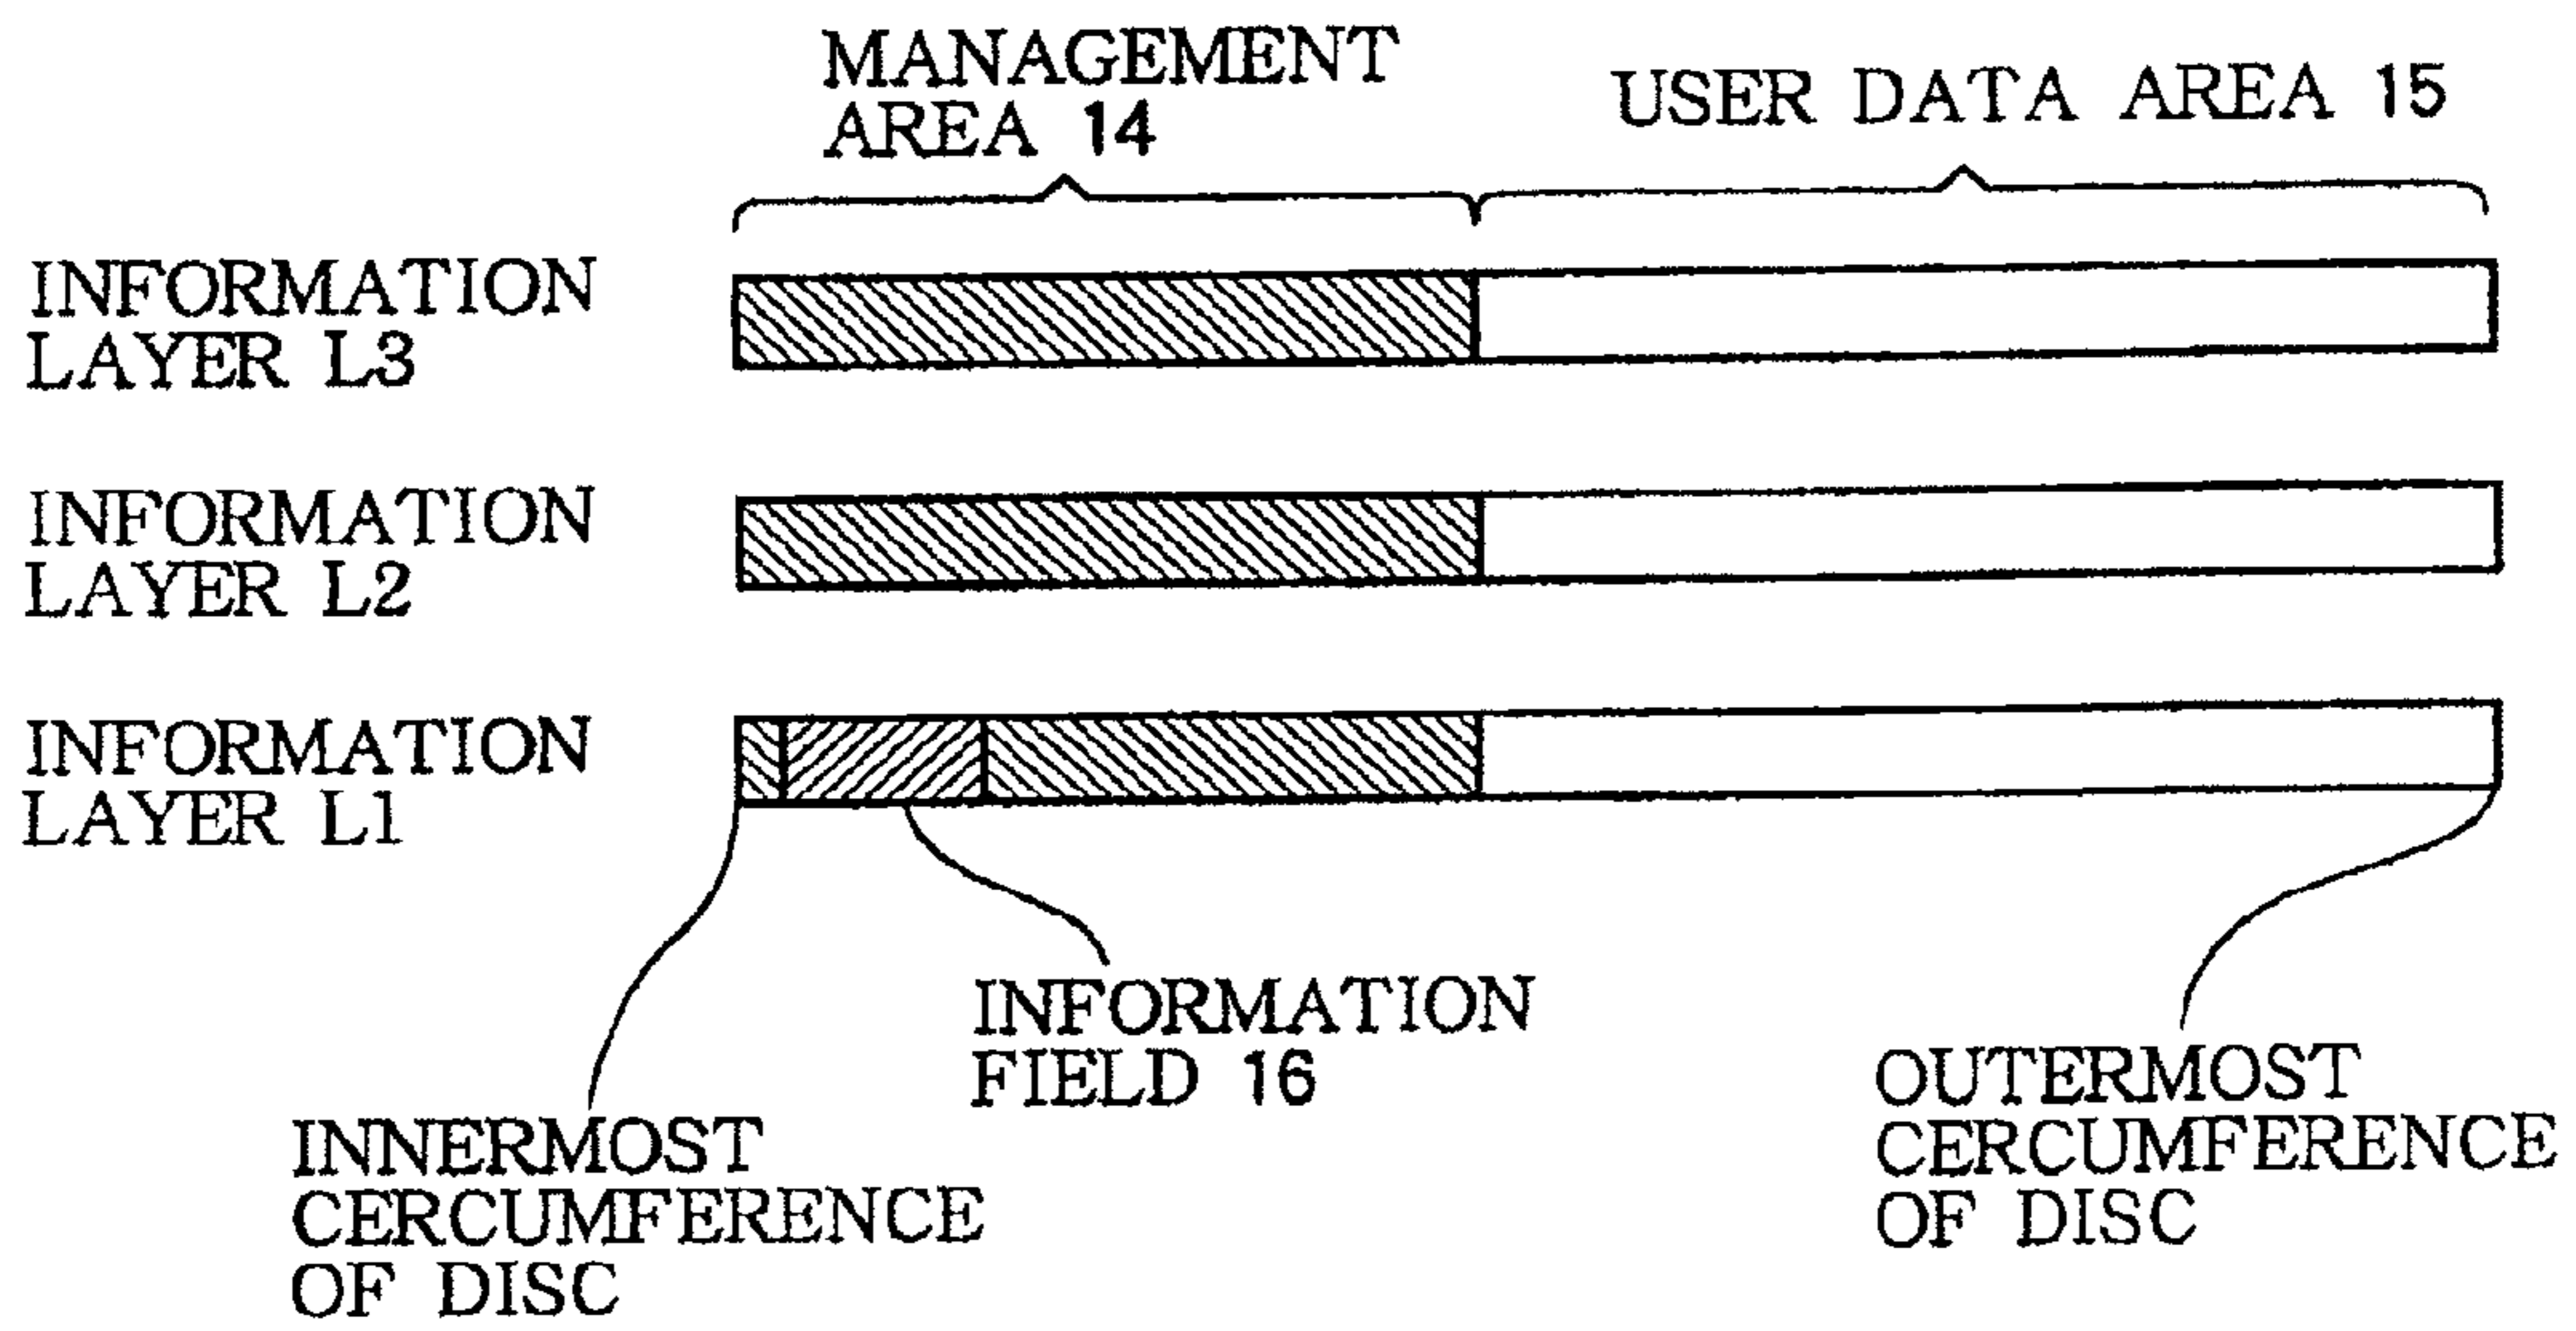 MANAGEMENT
AREA 14
USER DATA AREA 15
INFORMATION
LAYER L3
INFORMATION
LAYER L2
INFORMATION
LAYER L1
INFORMATION
FIELD 16
INNERMOST
CERCUMFERENCE
OF DISC
OUTERMOST
CERCUMFERENCE
OF DISC